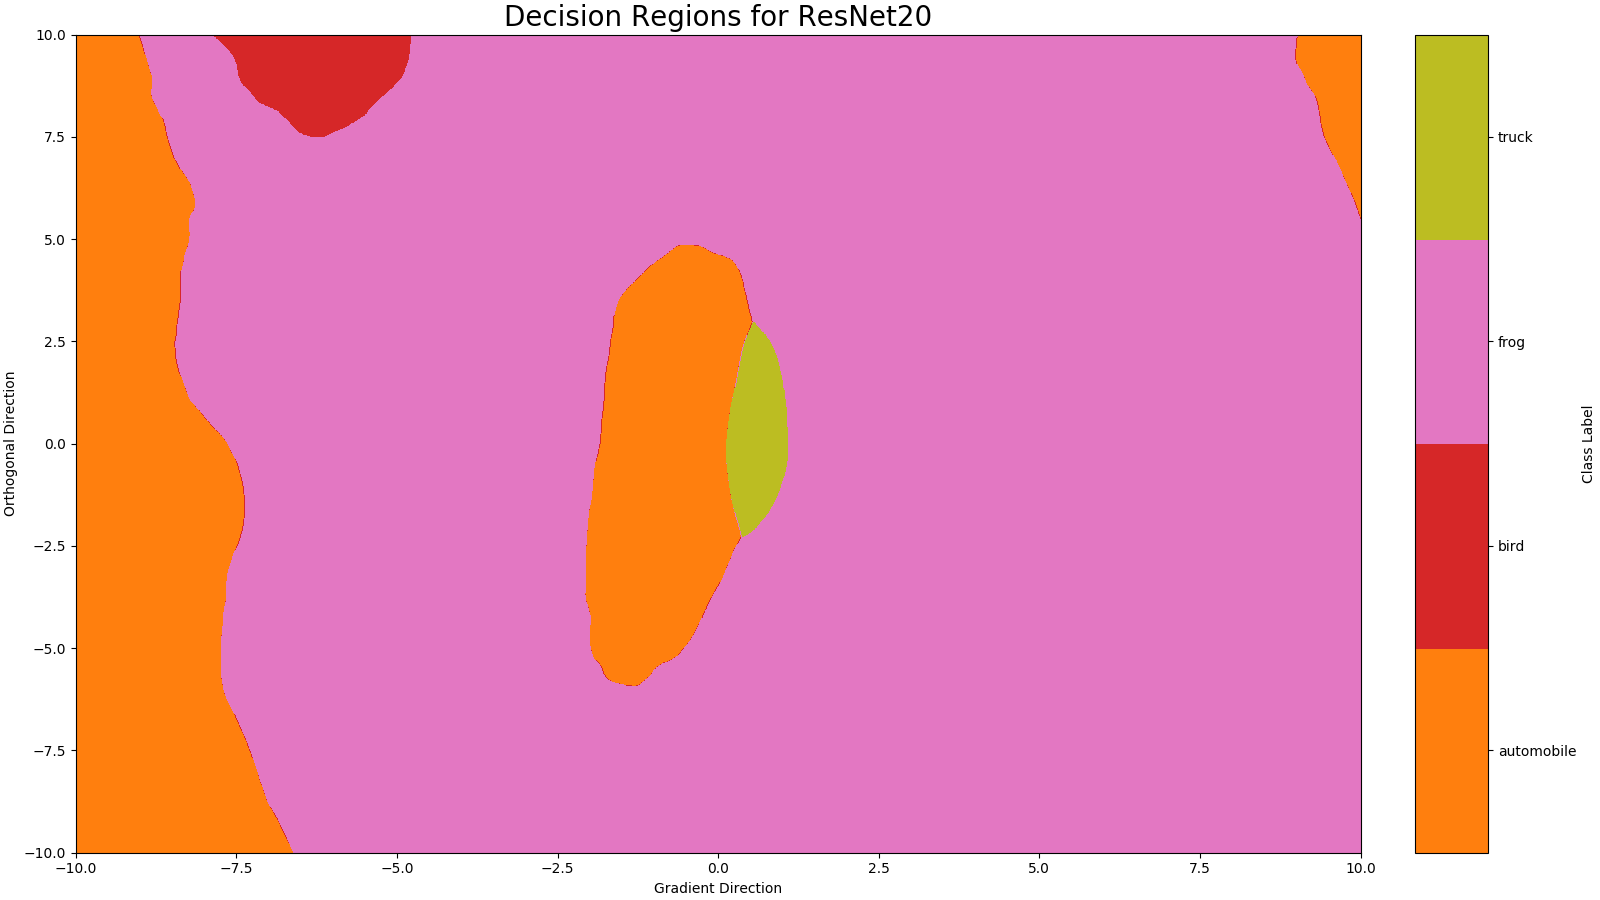 Decision Regions for ResNet20
10.0
7.5
5.0
2.5
0.0
−2.5
−5.0
−7.5
−10.0
Orthogonal Direction
−10.0 −7.5 −5.0 −2.5 0.0 2.5 5.0 7.5 10.0
Gradient Direction
truck
frog
bird
automobile
Class Label